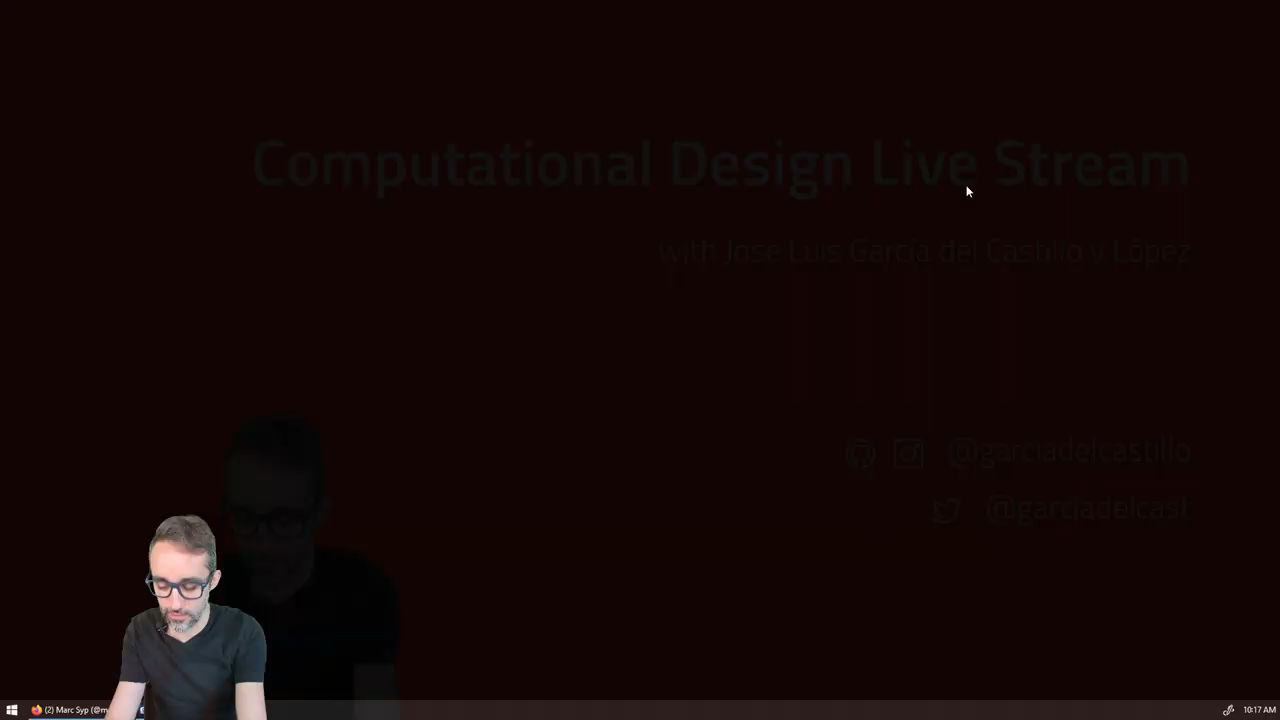 Computational Design Live Stream
with Jose Luis García del Castillo y López
@garciadelcastillo
@garciadelcast
(2) Marc Syp (@m
10:17 AM